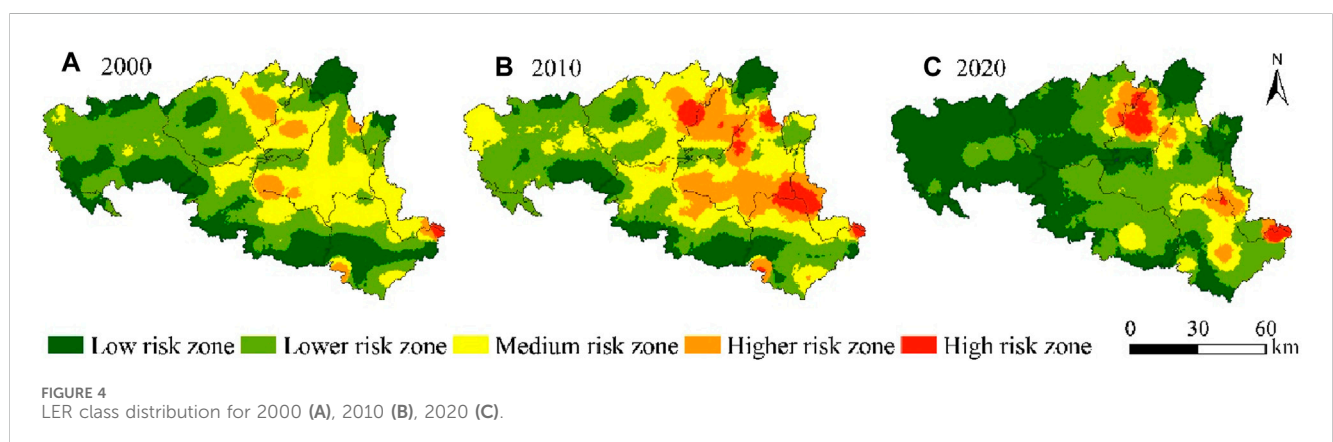 A 2000
B 2010
C 2020
N
Low risk zone Lower risk zone Medium risk zone Higher risk zone High risk zone
0 30 60
km
FIGURE 4
LER class distribution for 2000 (A), 2010 (B), 2020 (C).